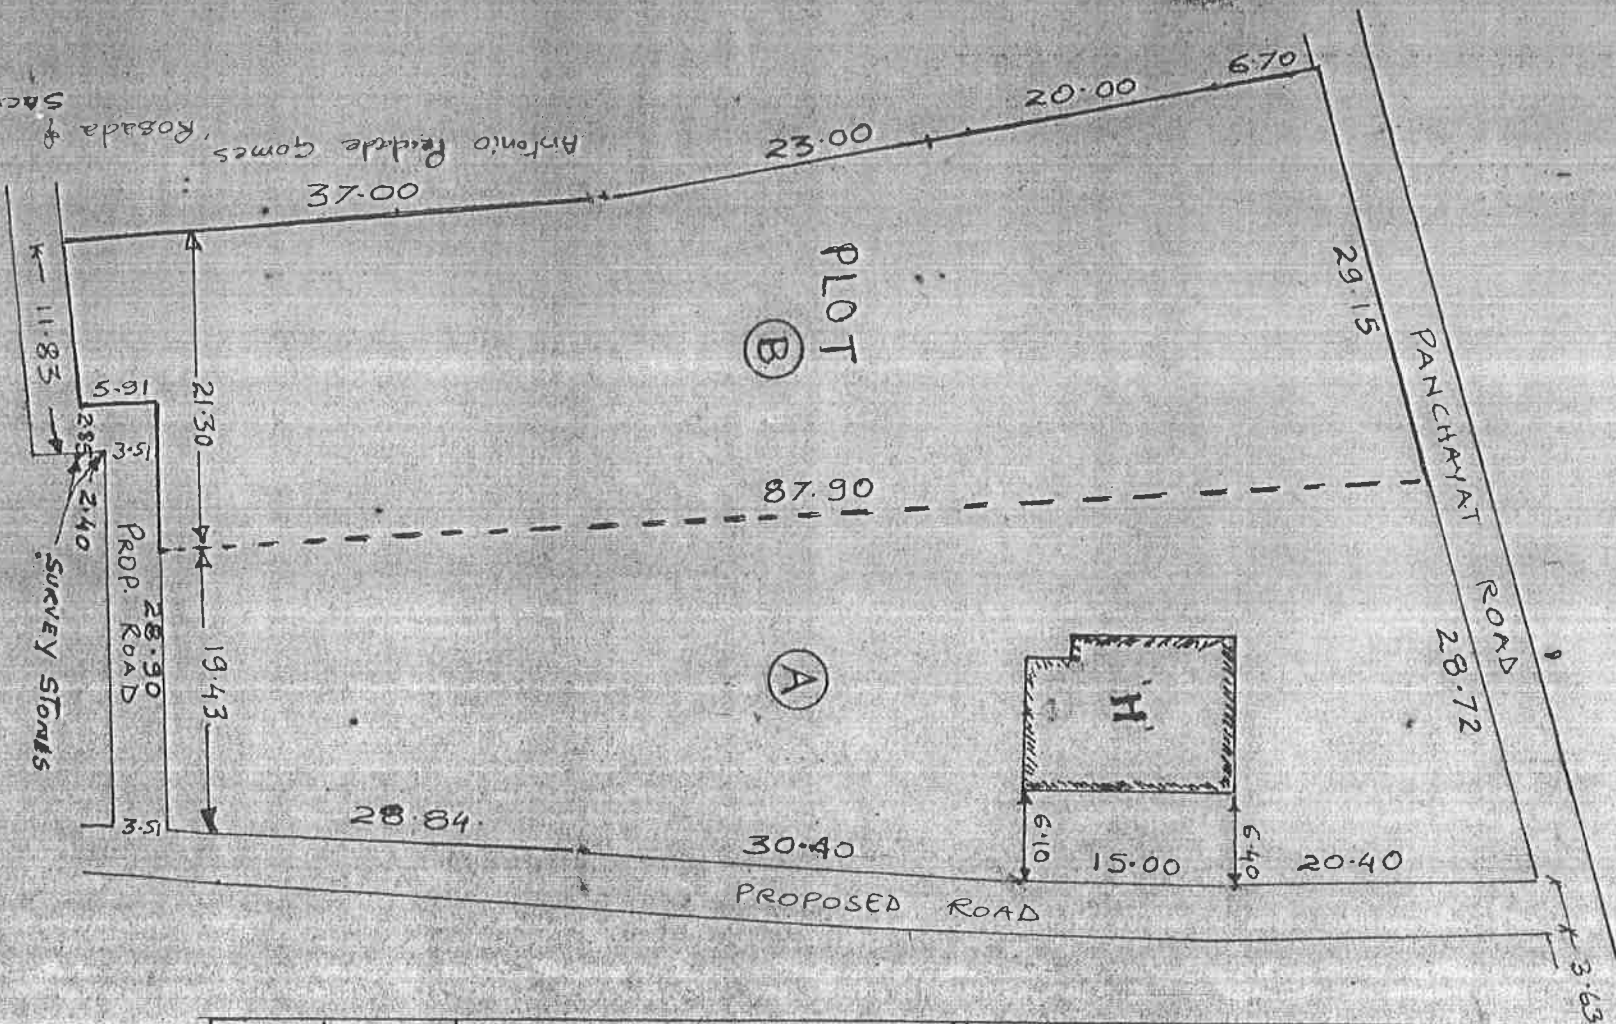 6.70
20.00
23.00
Antonio Gomes, Rosada &
37.00
PLOT
B
29.15
PANCHAYAT ROAD
11.83
5.91
21.30
2.85
3.51
2.40
87.90
PROP. ROAD
28.90
SURVEY STONES
19.43
A
H
28.72
3.51
28.84
30.40
6.10
15.00
6.40
20.40
PROPOSED ROAD
3.63